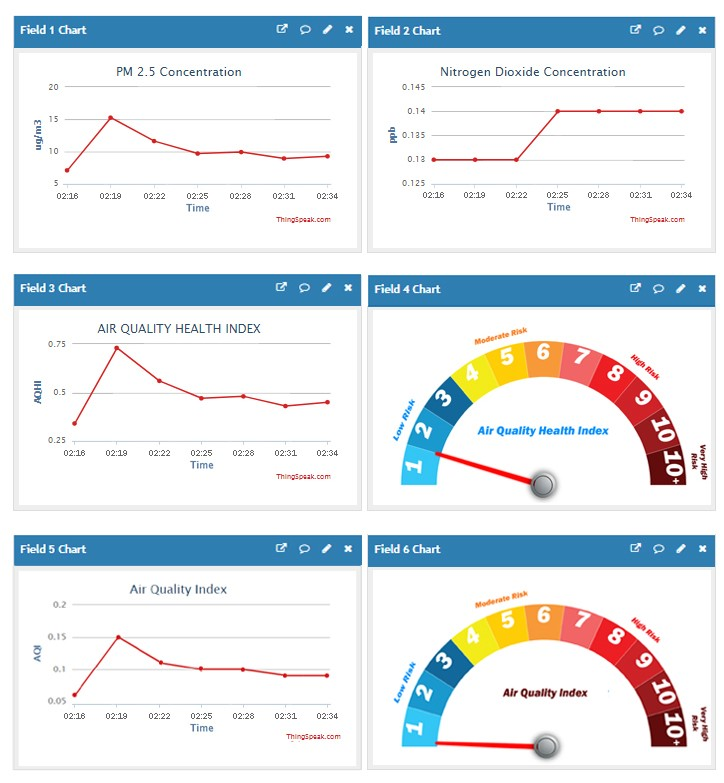 Field 1 Chart
PM 2.5 Concentration
ug/m3
20
15
10
5
02:16 02:19 02:22 02:25 02:28 02:31 02:34
Time
ThingSpeak.com
Field 2 Chart
Nitrogen Dioxide Concentration
ppb
0.145
0.14
0.135
0.13
0.125
02:16 02:19 02:22 02:25 02:28 02:31 02:34
Time
ThingSpeak.com
Field 3 Chart
AIR QUALITY HEALTH INDEX
AQHI
0.75
0.5
0.25
02:16 02:19 02:22 02:25 02:28 02:31 02:34
Time
ThingSpeak.com
Field 4 Chart
Low Risk
Moderate Risk
High Risk
Very High
Risk
1 2 3 4 5 6 7 8 9 10 10+
Air Quality Health Index
Field 5 Chart
Air Quality Index
AQI
0.2
0.15
0.1
0.05
02:16 02:19 02:22 02:25 02:28 02:31 02:34
Time
ThingSpeak.com
Field 6 Chart
Low Risk
Moderate Risk
High Risk
Very High
Risk
1 2 3 4 5 6 7 8 9 10 10+
Air Quality Index